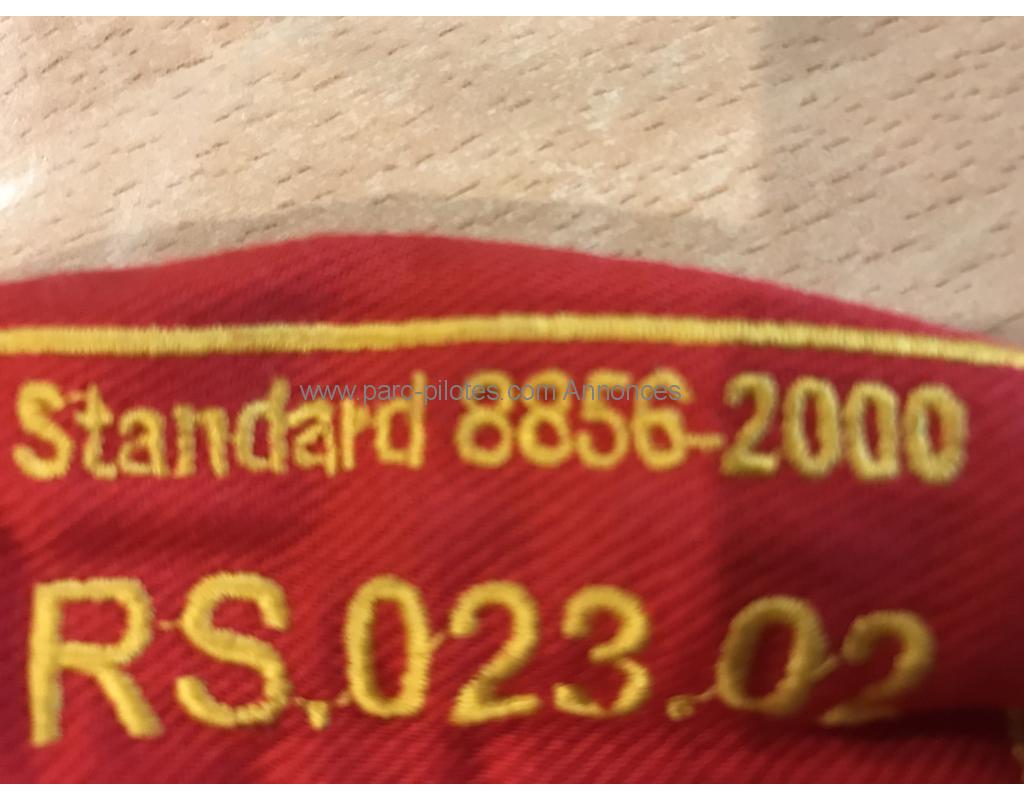 www.parc-pilotes.com Annonces
Standard 8856-2000
RS.023.02